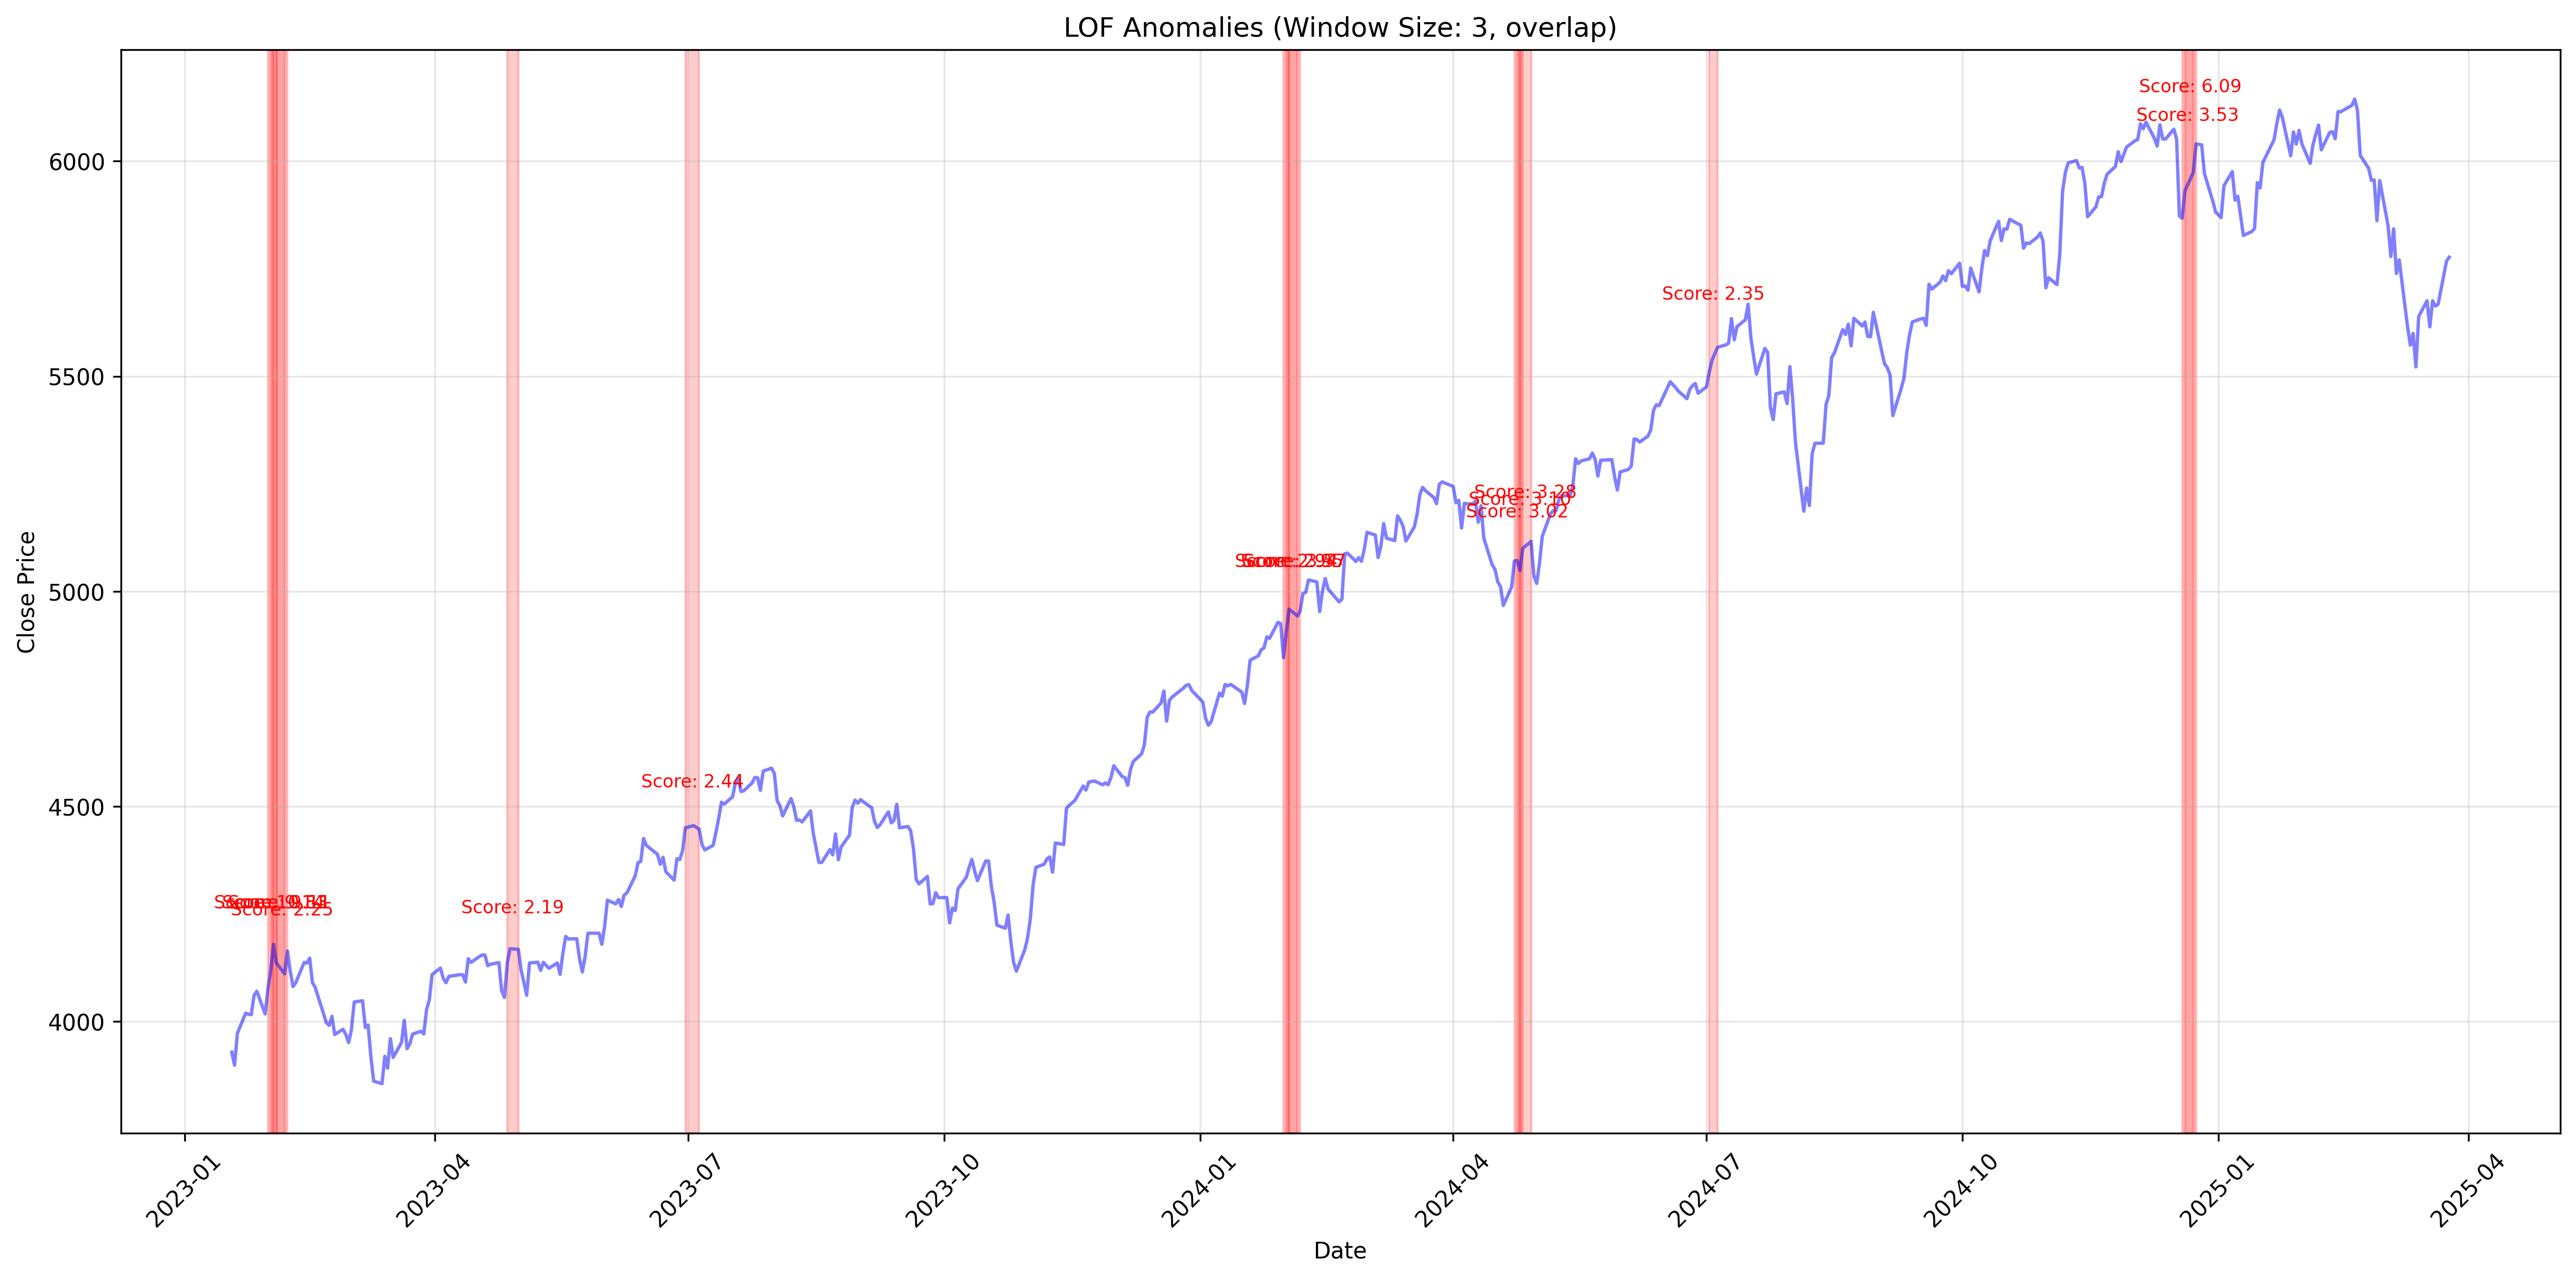 LOF Anomalies (Window Size: 3, overlap)
Score: 6.09
Score: 3.53
6000
Score: 2.35
5500
Score: 3.28
Score: 3.10
Score: 3.02
5000
Close Price
Score: 2.44
4500
Score: 2.25
Score: 2.19
4000
2023-01
2023-04
2023-07
2023-10
2024-01
2024-04
2024-07
2024-10
2025-01
2025-04
Date